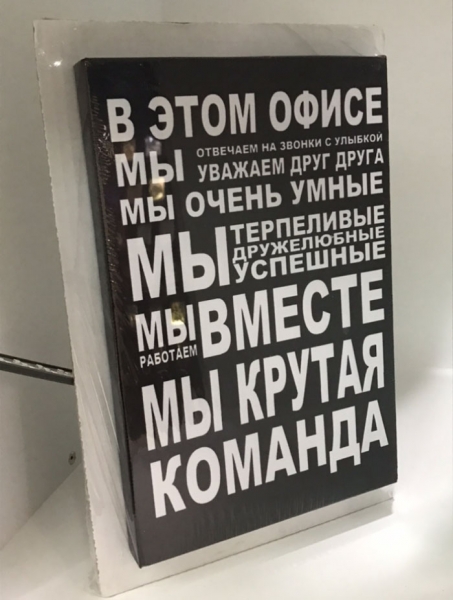 В ЭТОМ ОФИСЕ
МЫ ОТВЕЧАЕМ НА ЗВОНКИ С УЛЫБКОЙ
УВАЖАЕМ ДРУГ ДРУГА
МЫ ОЧЕНЬ УМНЫЕ
МЫ ТЕРПЕЛИВЫЕ
ДРУЖЕЛЮБНЫЕ
УСПЕШНЫЕ
МЫ РАБОТАЕМ ВМЕСТЕ
МЫ КРУТАЯ
КОМАНДА